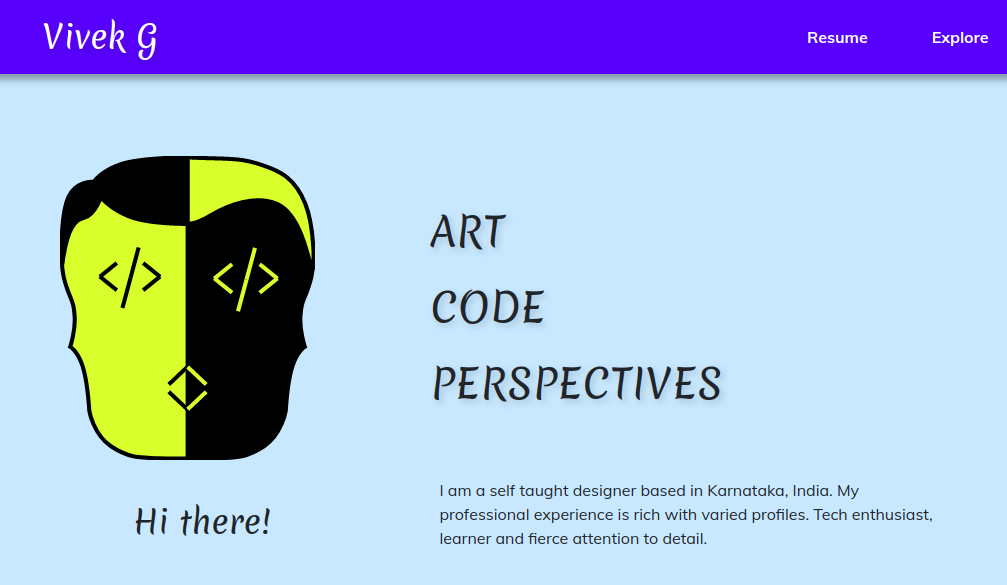 Vivek G
Resume
Explore
</>
</>
<>
ART
CODE
PERSPECTIVES
Hi there!
I am a self taught designer based in Karnataka, India. My
professional experience is rich with varied profiles. Tech enthusiast,
learner and fierce attention to detail.